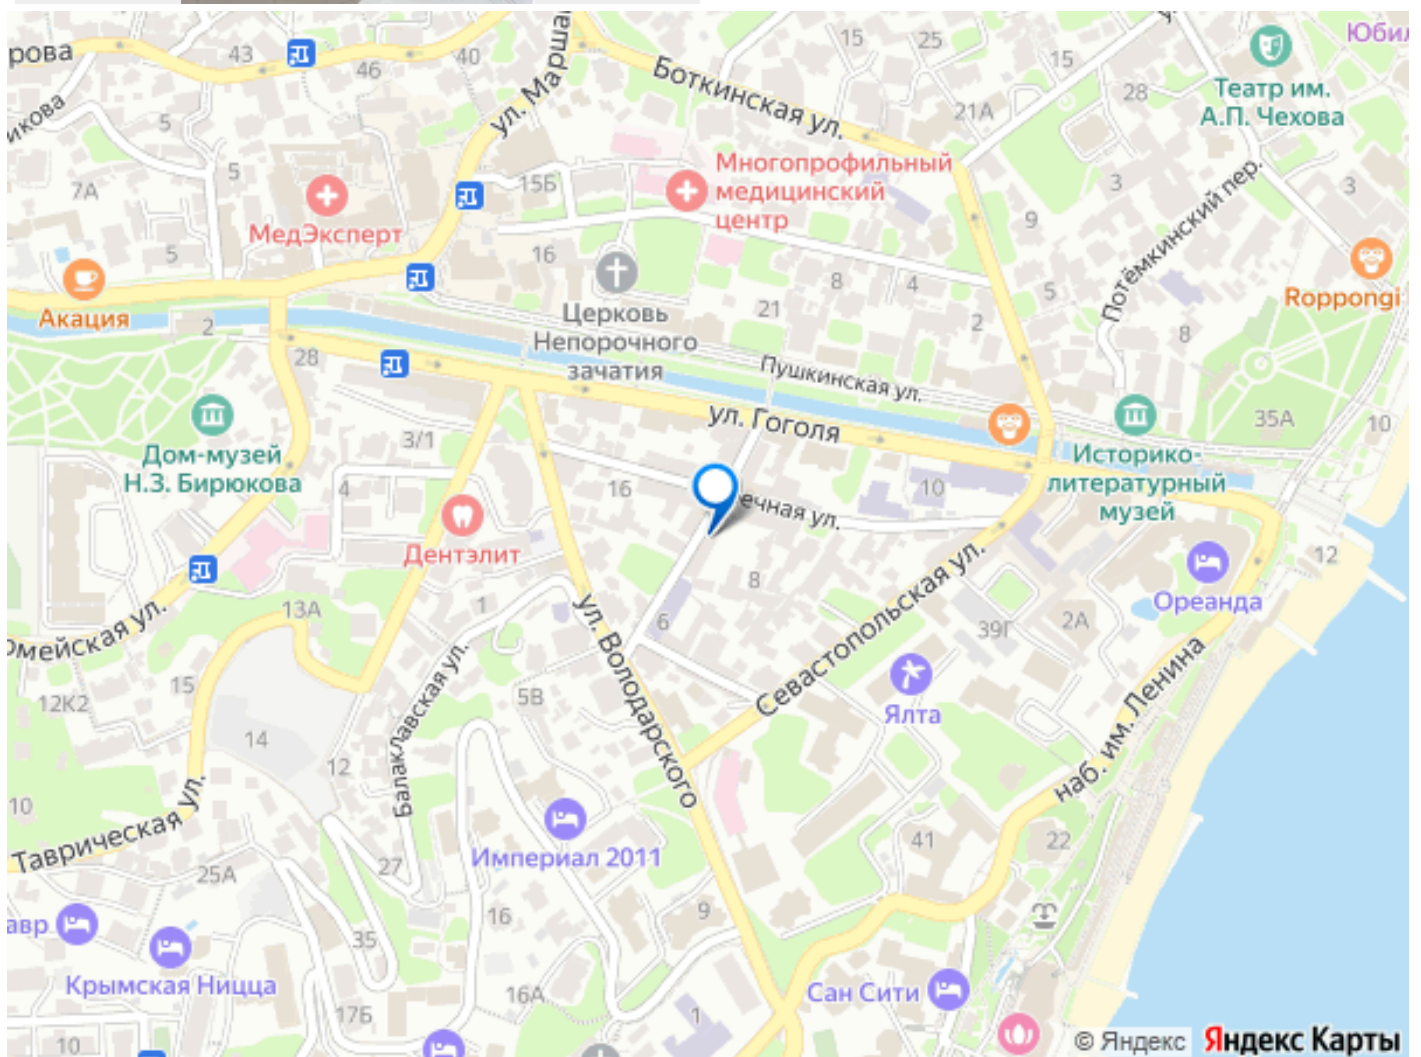 43
40
46
ул. Маршал
15
25
15
Юбил
Театр им.
А.П. Чехова
28
21А
Боткинская ул.
5
7А
5
МедЭксперт
15Б
Многопрофильный
медицинский
центр
3
3
9
Потёмкинский пер.
5
16
8
4
5
Roppongi
Акация
2
Церковь
Непорочного
зачатия
21
2
8
28
Пушкинская ул.
ул. Гоголя
35А
10
Дом-музей
Н.З. Бирюкова
3/1
4
16
ечная ул.
10
Историко-
литературный
музей
Дентэлит
12
13А
1
8
Ореанда
омейская ул.
ул. Володарского
6
Севастопольская ул.
39Г
2А
15
12К2
5В
Ялта
наб. им. Ленина
14
12
Балаклавская ул.
10
Таврическая ул.
Империал 2011
41
22
27
25А
авр
16
9
35
Крымская Ницца
16А
Сан Сити
17Б
1
10
© Яндекс
Яндекс Карты